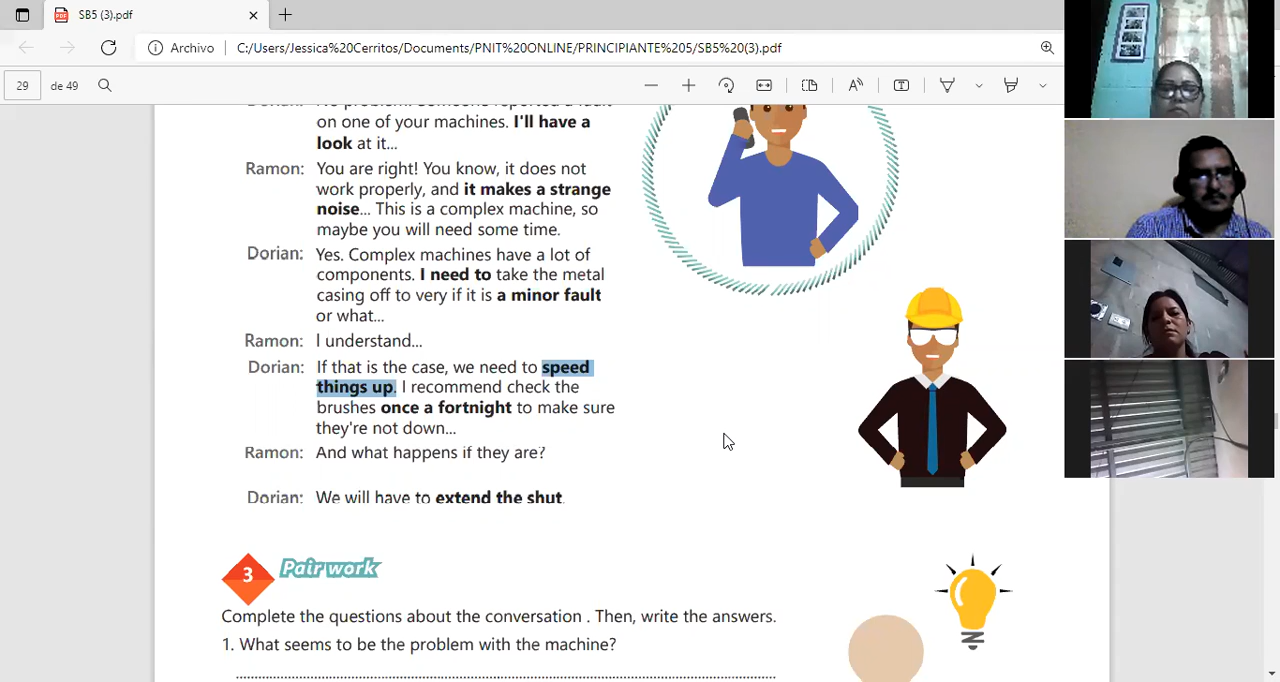 SB5 (3).pdf
Archivo
C:/Users/Jessica%20Cerritos/Documents/PNIT%20ONLINE/PRINCIPIANTE%205/SB5%20(3).pdf
29 de 49
on one of your machines. I'll have a
look at it...
Ramon: You are right! You know, it does not
work properly, and it makes a strange
noise... This is a complex machine, so
maybe you will need some time.
Dorian: Yes. Complex machines have a lot of
components. I need to take the metal
casing off to very if it is a minor fault
or what...
Ramon: I understand...
Dorian: If that is the case, we need to speed
things up. I recommend check the
brushes once a fortnight to make sure
they're not down...
Ramon: And what happens if they are?
Dorian: We will have to extend the shut.
3 Pair work
Complete the questions about the conversation . Then, write the answers.
1. What seems to be the problem with the machine?